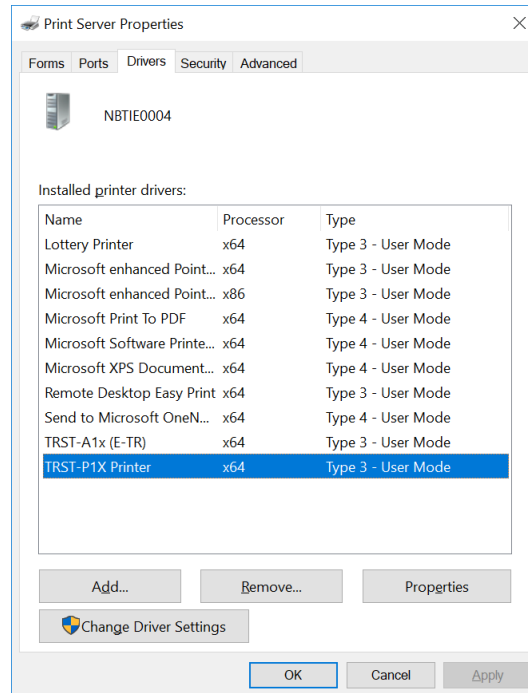 Print Server Properties
Forms Ports Drivers Security Advanced
NBTIE0004
Installed printer drivers:
Name Processor Type
Lottery Printer x64 Type 3 - User Mode
Microsoft enhanced Point... x64 Type 3 - User Mode
Microsoft enhanced Point... x86 Type 3 - User Mode
Microsoft Print To PDF x64 Type 4 - User Mode
Microsoft Software Printe... x64 Type 4 - User Mode
Microsoft XPS Document... x64 Type 4 - User Mode
Remote Desktop Easy Print x64 Type 3 - User Mode
Send to Microsoft OneN... x64 Type 4 - User Mode
TRST-A1x (E-TR) x64 Type 3 - User Mode
TRST-P1X Printer x64 Type 3 - User Mode
Add... Remove... Properties
Change Driver Settings
OK Cancel Apply